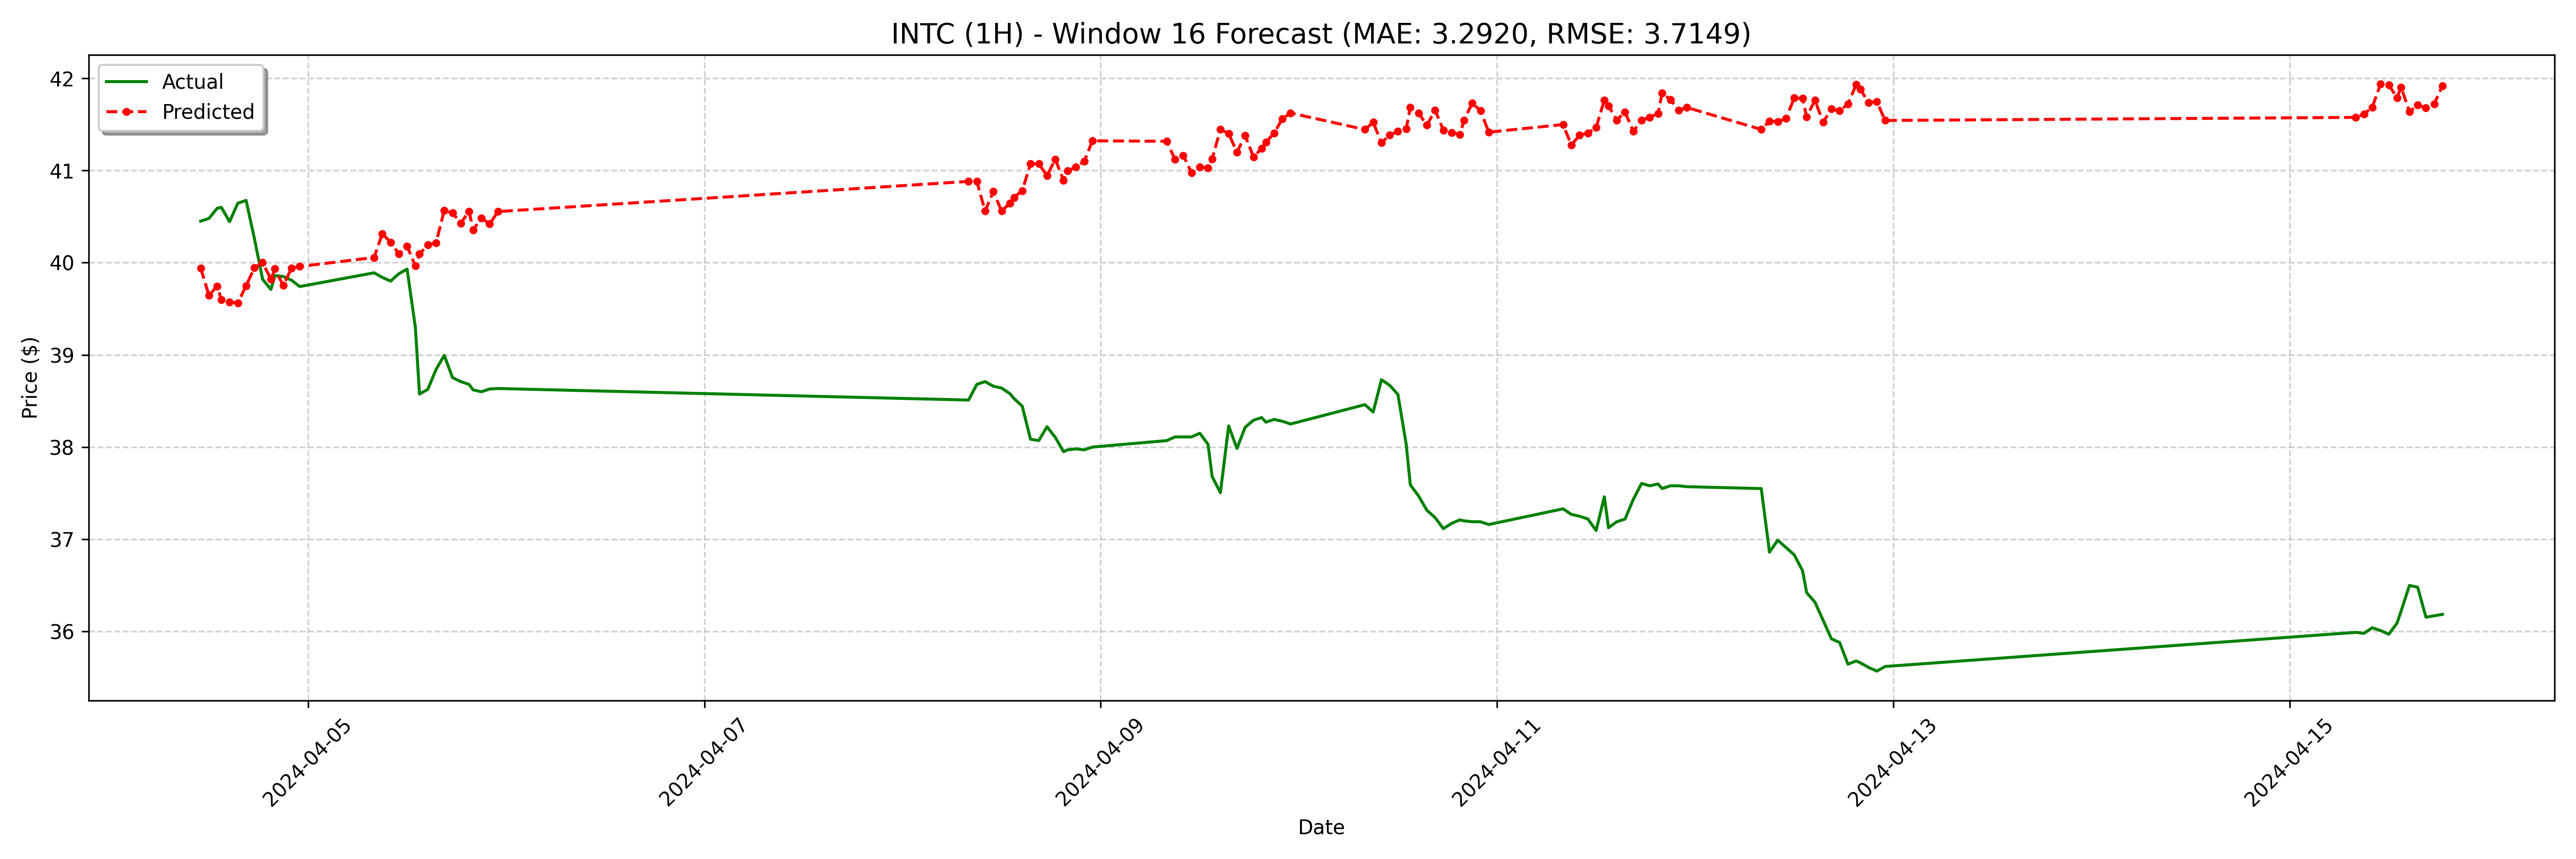 INTC (1H) - Window 16 Forecast (MAE: 3.2920, RMSE: 3.7149)
Actual
Predicted
42
41
40
39
38
37
36
Price ($)
2024-04-05
2024-04-07
2024-04-09
2024-04-11
2024-04-13
2024-04-15
Date